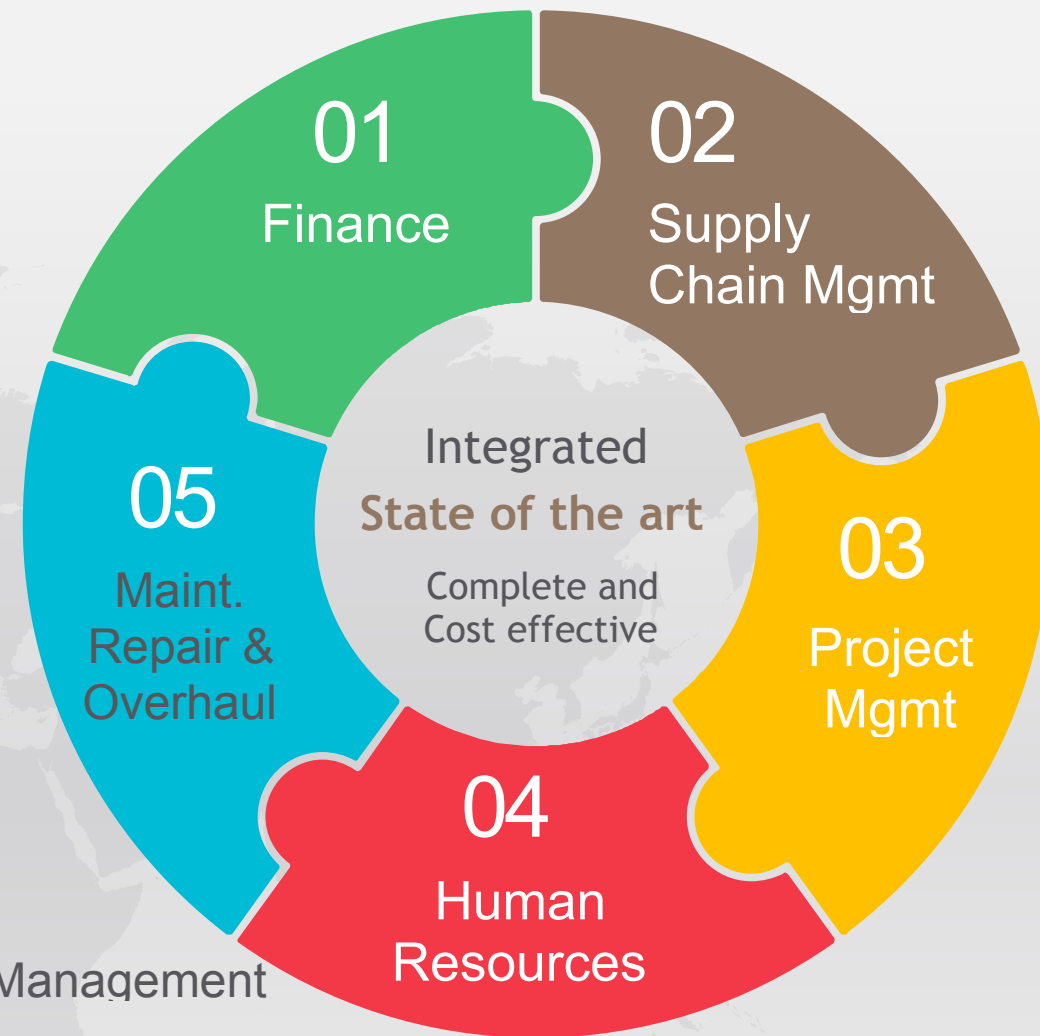 01
Finance
02
Supply
Chain Mgmt
03
Project
Mgmt
04
Human
Resources
05
Maint.
Repair &
Overhaul
Integrated
State of the art
Complete and
Cost effective
Management